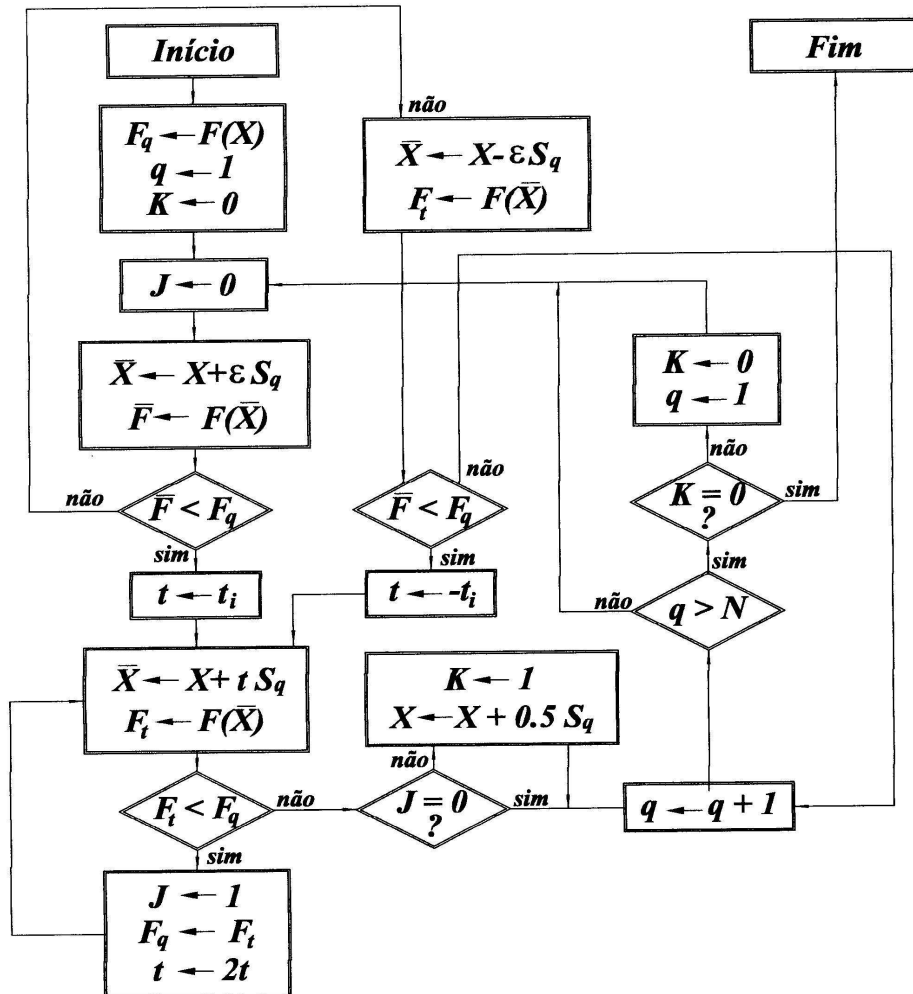 Início
Fim
F_q ← F(X)
q ← 1
K ← 0
não
X̄ ← X - ε S_q
F_t ← F(X̄)
J ← 0
X̄ ← X + ε S_q
F̄ ← F(X̄)
K ← 0
q ← 1
não
F̄ < F_q
sim
não
F̄ < F_q
sim
não
K = 0
?
sim
t ← t_i
t ← -t_i
não
q > N
sim
X̄ ← X + t S_q
F_t ← F(X̄)
K ← 1
X ← X + 0.5 S_q
F_t < F_q
não
sim
não
J = 0
?
sim
q ← q + 1
J ← 1
F_q ← F_t
t ← 2t